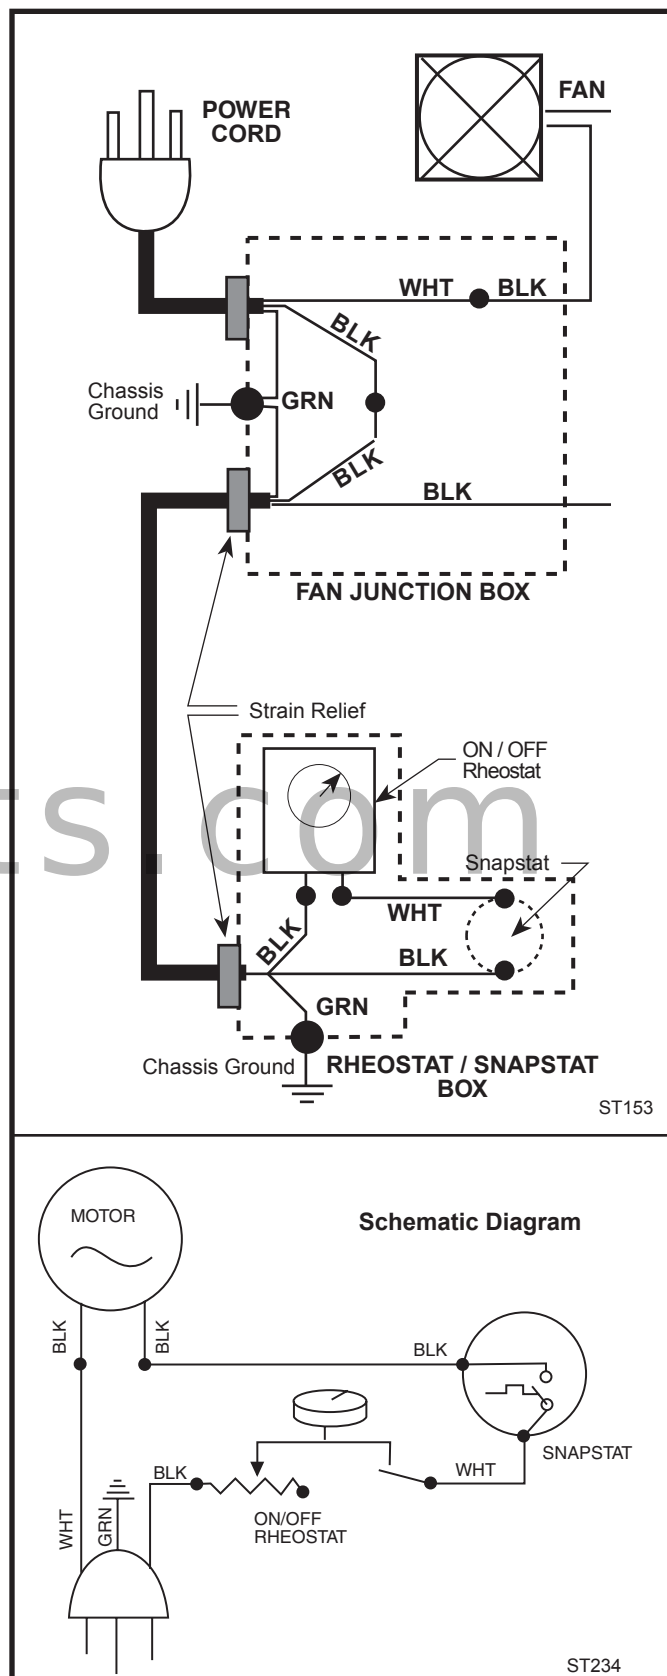 POWER
CORD
FAN
WHT
BLK
BLK
Chassis
Ground
GRN
BLK
BLK
FAN JUNCTION BOX
Strain Relief
ON / OFF
Rheostat
ts.com
Snapstat
WHT
BLK
BLK
GRN
Chassis Ground
RHEOSTAT / SNAPSTAT
BOX
ST153
MOTOR
Schematic Diagram
BLK
BLK
BLK
SNAPSTAT
BLK
WHT
ON/OFF
RHEOSTAT
WHT
GRN
ST234